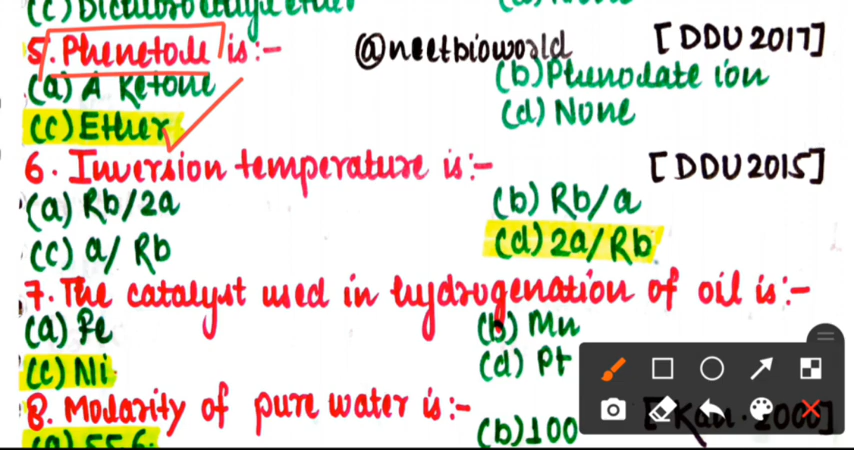 5. Phenetole is:- @neetbioworld [DDU 2017]
(a) A Ketone (b) Phenolate ion
(c) Ether (d) None
6. Inversion temperature is:- [DDU 2015]
(a) Rb/2a (b) Rb/a
(c) a/Rb (d) 2a/Rb
7. The catalyst used in hydrogenation of oil is:-
(a) Fe (b) Mn
(c) Ni (d) Pt
8. Molarity of pure water is:-
(b) 100